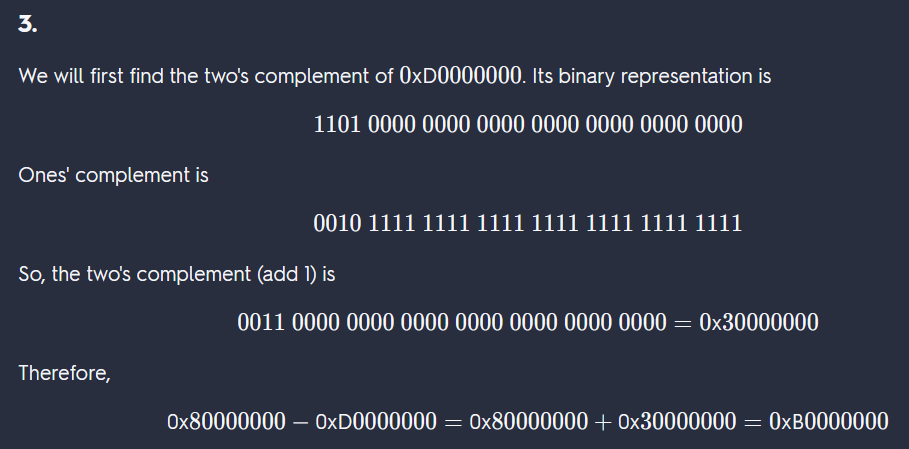 3.
We will first find the two's complement of 0xD0000000. Its binary representation is
1101 0000 0000 0000 0000 0000 0000 0000
Ones' complement is
0010 1111 1111 1111 1111 1111 1111 1111
So, the two's complement (add 1) is
0011 0000 0000 0000 0000 0000 0000 0000 = 0x30000000
Therefore,
0x80000000 − 0xD0000000 = 0x80000000 + 0x30000000 = 0xB0000000